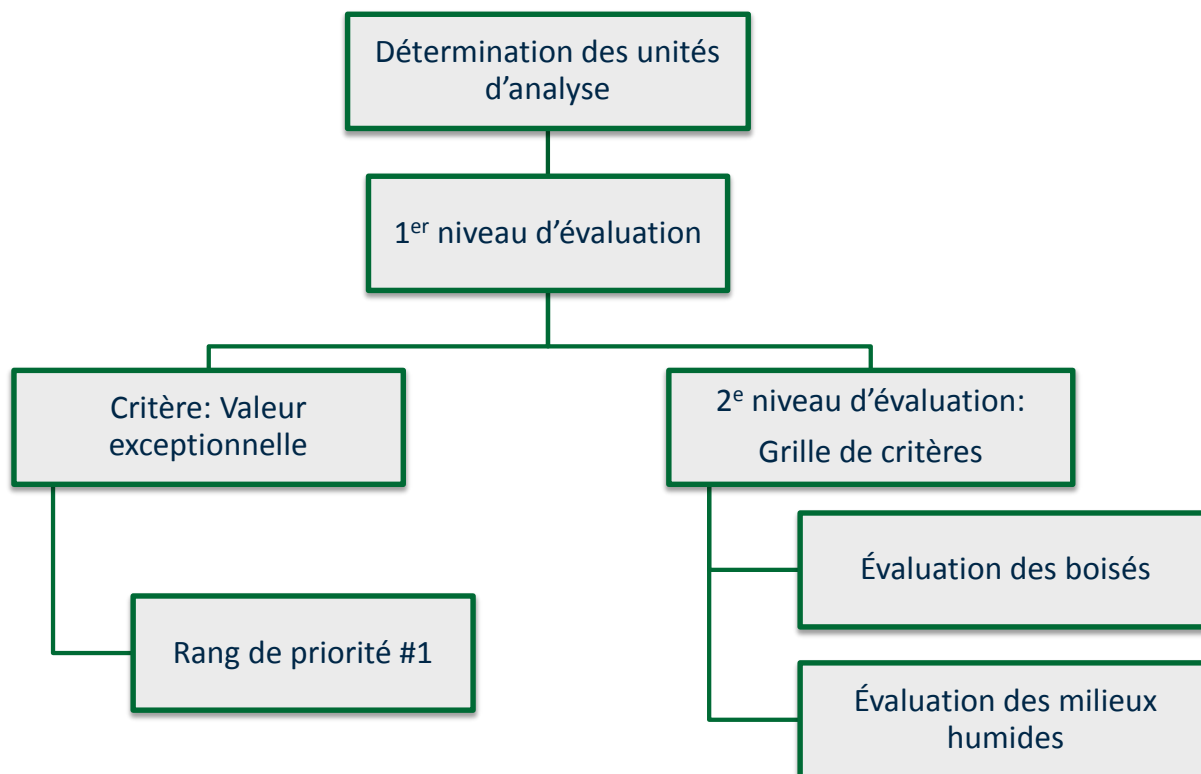 Détermination des unités
d’analyse
1er niveau d’évaluation
Critère: Valeur
exceptionnelle
2e niveau d’évaluation:
Grille de critères
Évaluation des boisés
Rang de priorité #1
Évaluation des milieux
humides